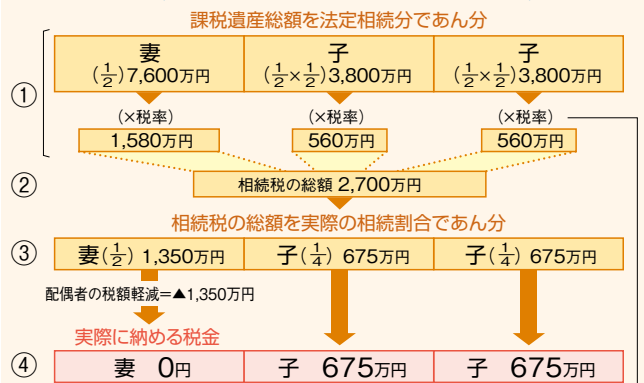 課税遺産総額を法定相続分であん分
①
妻 子 子
(1/2)7,600万円 (1/2×1/2)3,800万円 (1/2×1/2)3,800万円
(×税率) (×税率) (×税率)
1,580万円 560万円 560万円
② 相続税の総額 2,700万円
相続税の総額を実際の相続割合であん分
③ 妻(1/2) 1,350万円 子(1/4) 675万円 子(1/4) 675万円
配偶者の税額軽減=▲1,350万円
実際に納める税金
④ 妻 0円 子 675万円 子 675万円